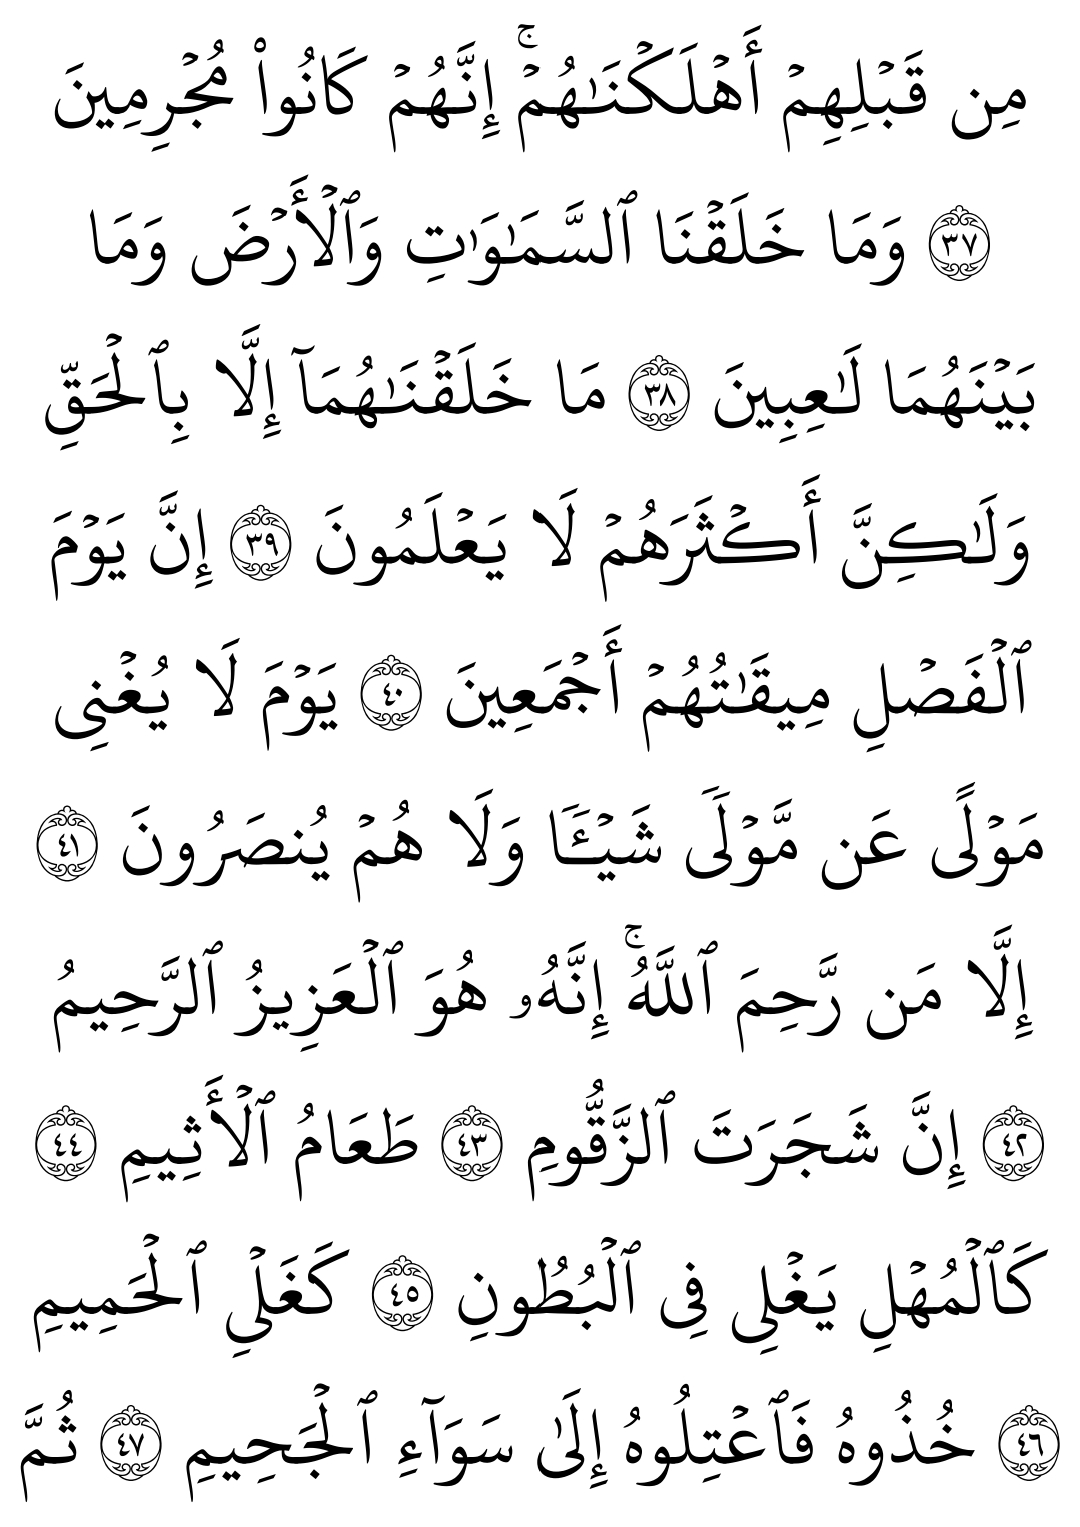 مِن قَبۡلِهِمۡ أَهۡلَكۡنَٰهُمۡۚ إِنَّهُمۡ كَانُواْ مُجۡرِمِينَ
٣٧ وَمَا خَلَقۡنَا ٱلسَّمَٰوَٰتِ وَٱلۡأَرۡضَ وَمَا
بَيۡنَهُمَا لَٰعِبِينَ ٣٨ مَا خَلَقۡنَٰهُمَآ إِلَّا بِٱلۡحَقِّ
وَلَٰكِنَّ أَكۡثَرَهُمۡ لَا يَعۡلَمُونَ ٣٩ إِنَّ يَوۡمَ
ٱلۡفَصۡلِ مِيقَٰتُهُمۡ أَجۡمَعِينَ ٤٠ يَوۡمَ لَا يُغۡنِي
مَوۡلًى عَن مَّوۡلَىٗ شَيۡـَٔٗا وَلَا هُمۡ يُنصَرُونَ ٤١
إِلَّا مَن رَّحِمَ ٱللَّهُۚ إِنَّهُۥ هُوَ ٱلۡعَزِيزُ ٱلرَّحِيمُ
٤٢ إِنَّ شَجَرَتَ ٱلزَّقُّومِ ٤٣ طَعَامُ ٱلۡأَثِيمِ ٤٤
كَٱلۡمُهۡلِ يَغۡلِي فِي ٱلۡبُطُونِ ٤٥ كَغَلۡيِ ٱلۡحَمِيمِ
٤٦ خُذُوهُ فَٱعۡتِلُوهُ إِلَىٰ سَوَآءِ ٱلۡجَحِيمِ ٤٧ ثُمَّ